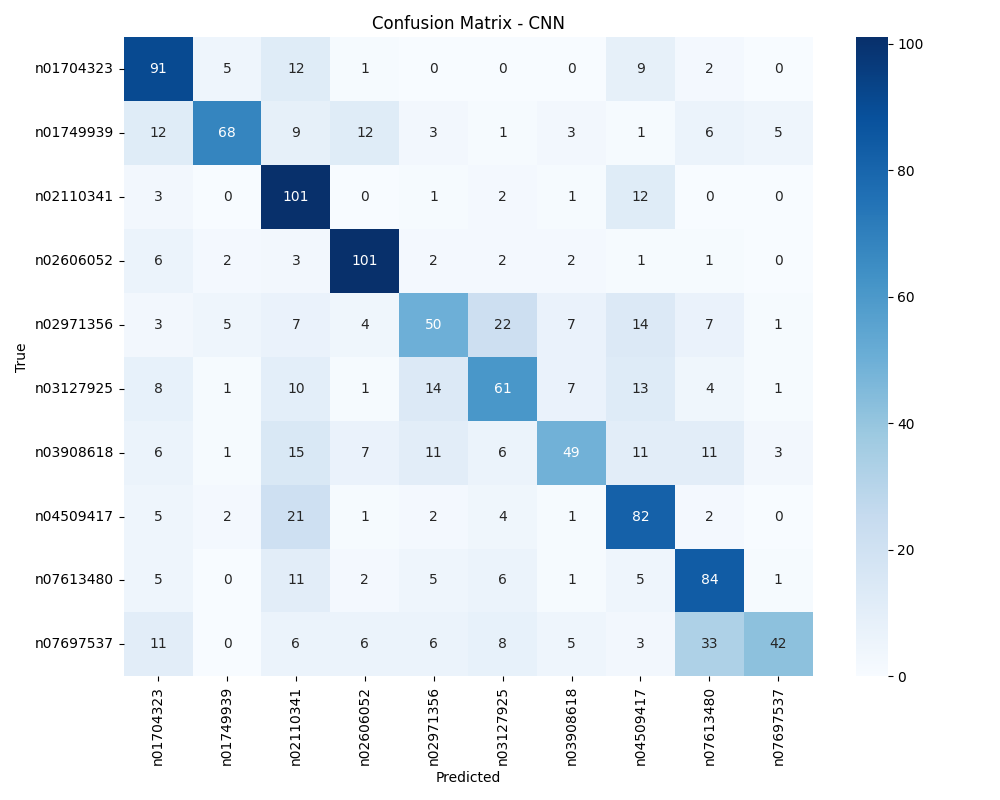 Confusion Matrix - CNN
n01704323 91 5 12 1 0 0 0 9 2 0
n01749939 12 68 9 12 3 1 3 1 6 5
n02110341 3 0 101 0 1 2 1 12 0 0
n02606052 6 2 3 101 2 2 2 1 1 0
n02971356 3 5 7 4 50 22 7 14 7 1
n03127925 8 1 10 1 14 61 7 13 4 1
n03908618 6 1 15 7 11 6 49 11 11 3
n04509417 5 2 21 1 2 4 1 82 2 0
n07613480 5 0 11 2 5 6 1 5 84 1
n07697537 11 0 6 6 6 8 5 3 33 42
True
n01704323 n01749939 n02110341 n02606052 n02971356 n03127925 n03908618 n04509417 n07613480 n07697537
Predicted
100
80
60
40
20
0